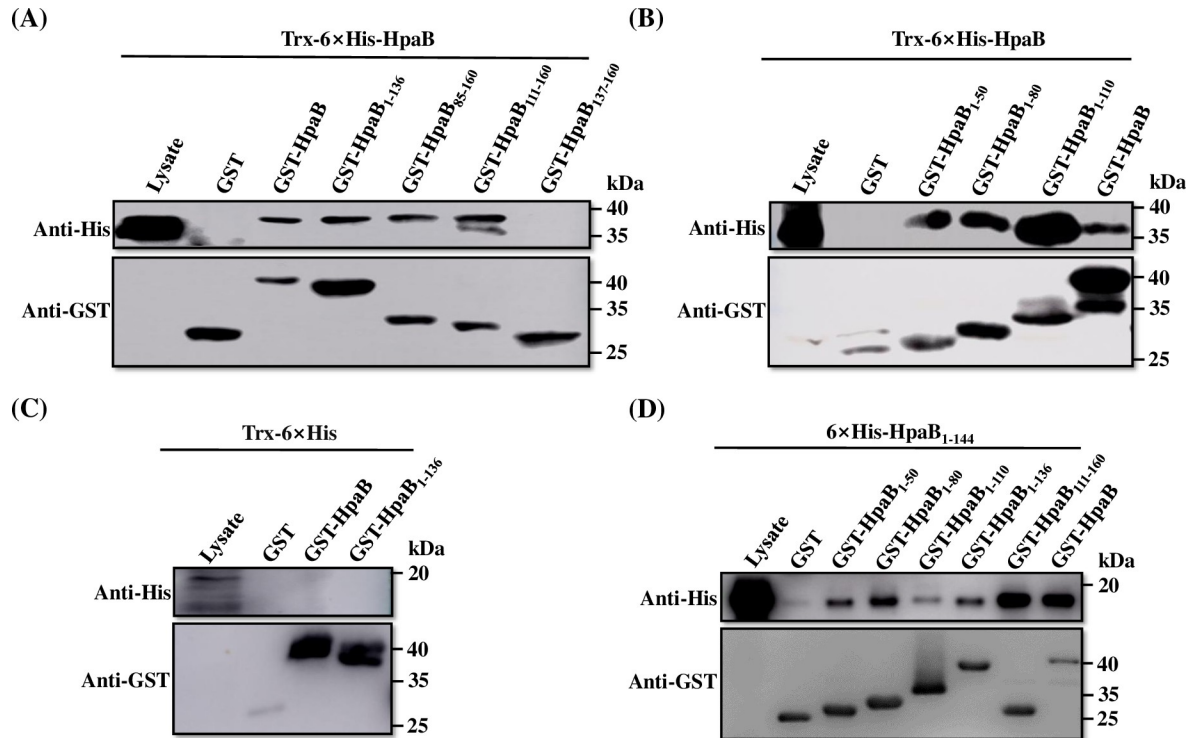 (A)
Trx-6×His-HpaB
Lysate
GST
GST-HpaB
GST-HpaB1-136
GST-HpaB85-160
GST-HpaB111-160
GST-HpaB137-160
kDa
Anti-His
40
35
Anti-GST
40
35
25
(B)
Trx-6×His-HpaB
Lysate
GST
GST-HpaB1-50
GST-HpaB1-80
GST-HpaB1-110
GST-HpaB
kDa
Anti-His
40
35
Anti-GST
40
35
25
(C)
Trx-6×His
Lysate
GST
GST-HpaB
GST-HpaB1-136
kDa
Anti-His
20
Anti-GST
40
35
25
(D)
6×His-HpaB1-144
Lysate
GST
GST-HpaB1-50
GST-HpaB1-80
GST-HpaB1-110
GST-HpaB1-136
GST-HpaB111-160
GST-HpaB
kDa
Anti-His
20
Anti-GST
40
35
25